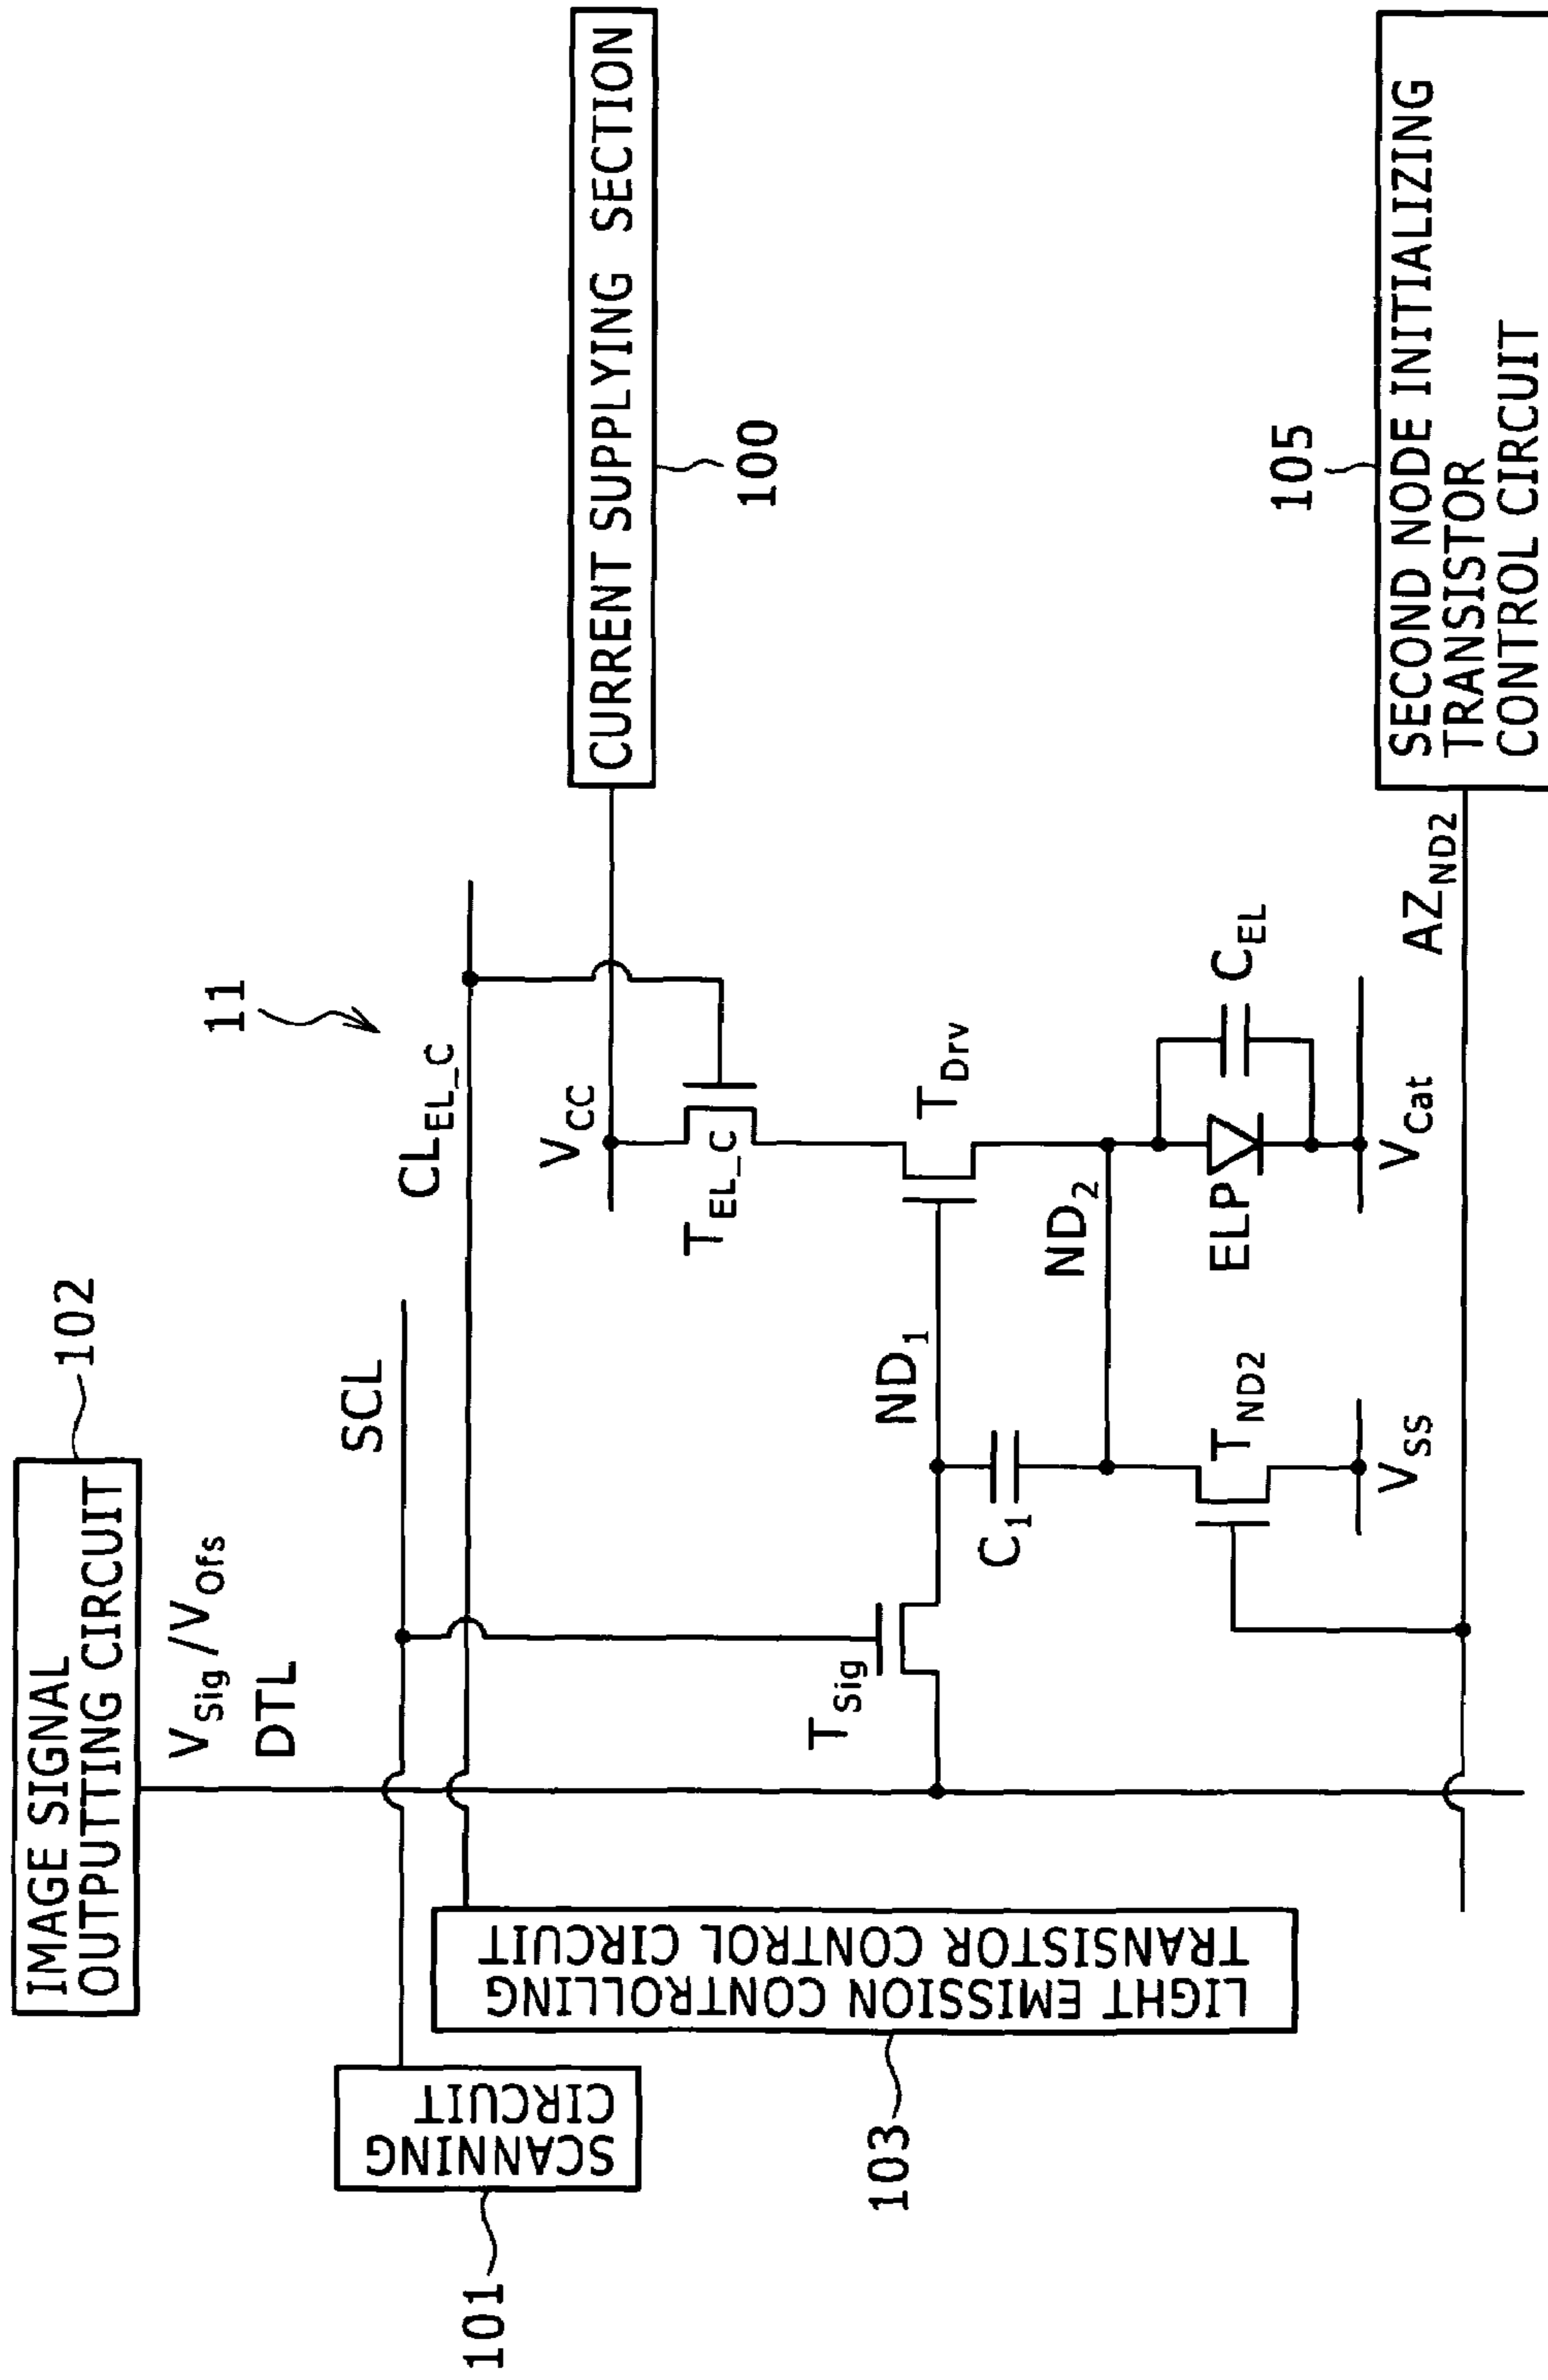 IMAGE SIGNAL
OUTPUTTING CIRCUIT
102
V_Sig/V_Ofs
DTL
SCL
11
CL_EL_C
101
SCANNING
CIRCUIT
V_CC
CURRENT SUPPLYING SECTION
100
T_EL_C
103
LIGHT EMISSION CONTROLLING
TRANSISTOR CONTROL CIRCUIT
T_Sig
ND_1
T_Drv
C_1
ND_2
T_ND2
ELP
C_EL
V_SS
V_Cat
AZ_ND2
105
SECOND NODE INITIALIZING
TRANSISTOR
CONTROL CIRCUIT